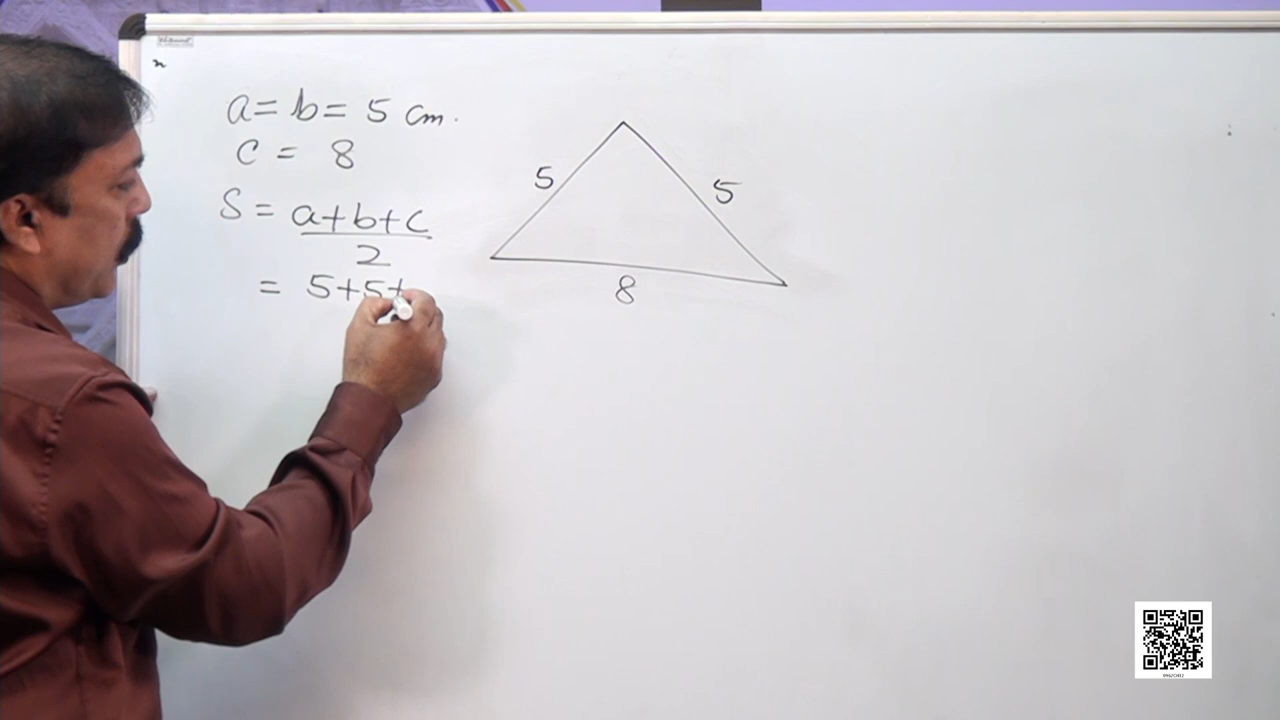 a = b = 5 cm.
C = 8
S = a+b+c
2
= 5+5+
5
5
8